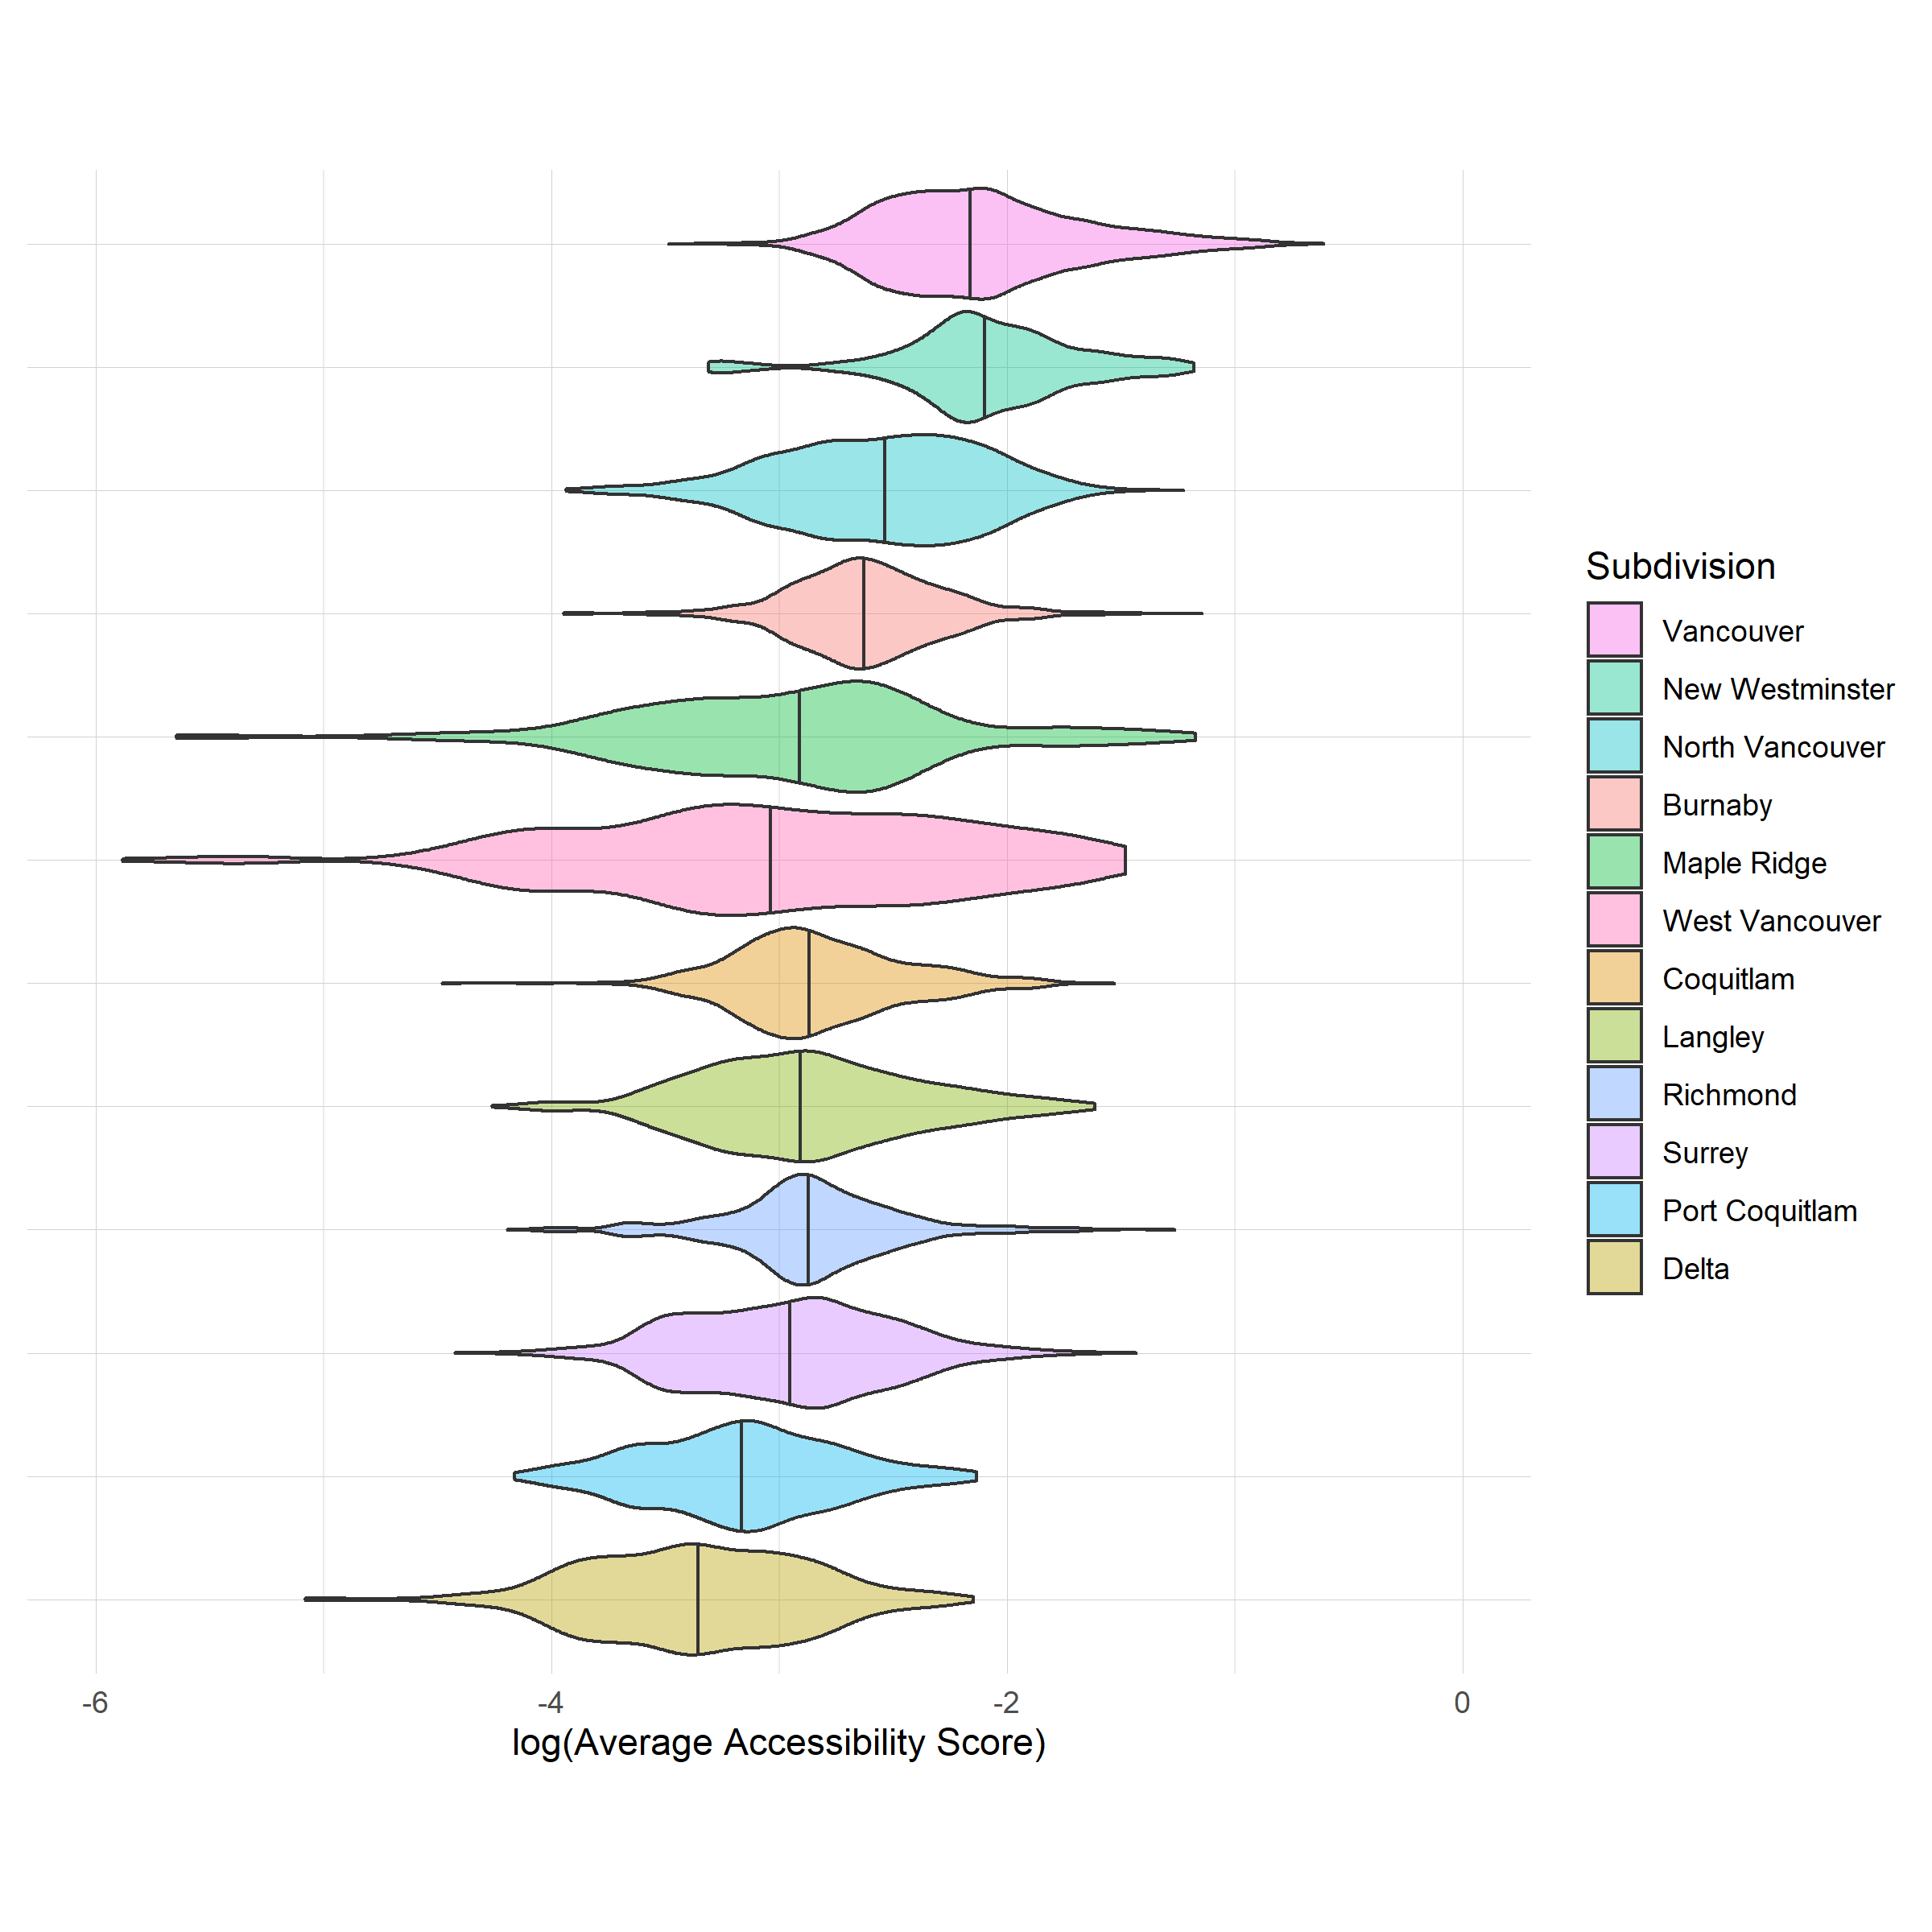 Subdivision
Vancouver
New Westminster
North Vancouver
Burnaby
Maple Ridge
West Vancouver
Coquitlam
Langley
Richmond
Surrey
Port Coquitlam
Delta
-6 -4 -2 0
log(Average Accessibility Score)